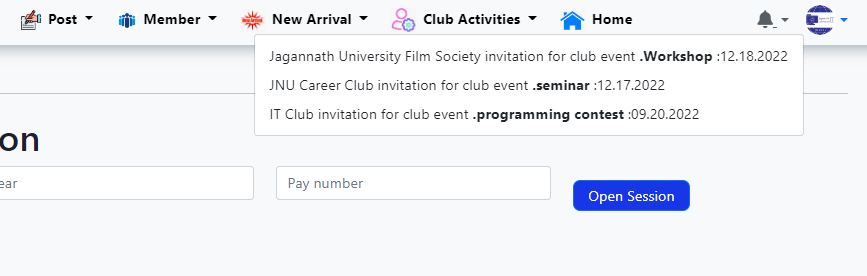 Post Member New Arrival Club Activities Home
Jagannath University Film Society invitation for club event .Workshop :12.18.2022
JNU Career Club invitation for club event .seminar :12.17.2022
IT Club invitation for club event .programming contest :09.20.2022
on
ear Pay number
Open Session